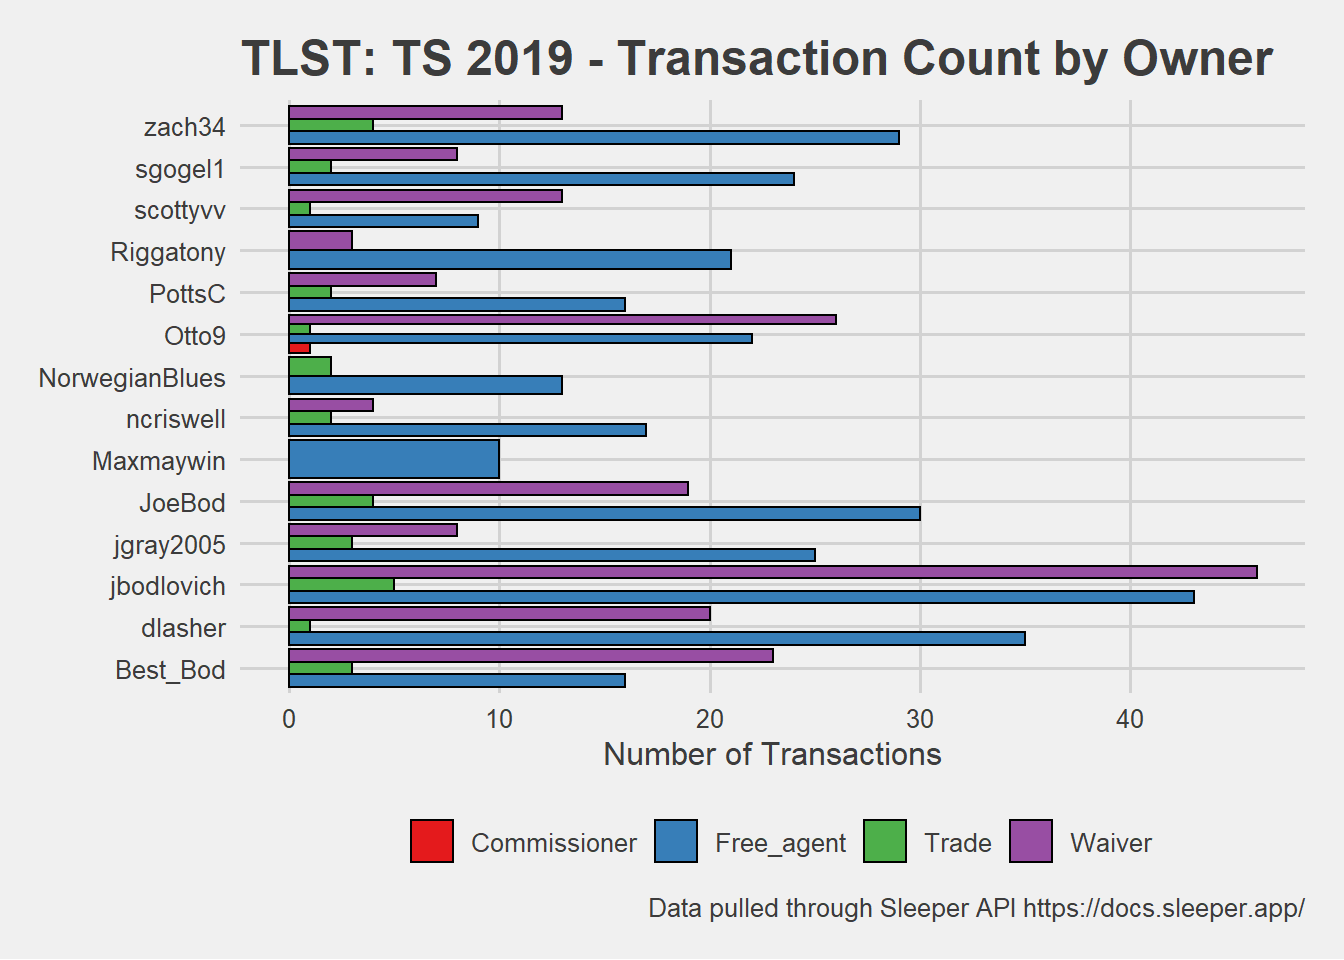 TLST: TS 2019 - Transaction Count by Owner
zach34
sgogel1
scottyvv
Riggatony
PottsC
Otto9
NorwegianBlues
ncriswell
Maxmaywin
JoeBod
jgray2005
jbodlovich
dlasher
Best_Bod
0 10 20 30 40
Number of Transactions
Commissioner Free_agent Trade Waiver
Data pulled through Sleeper API https://docs.sleeper.app/